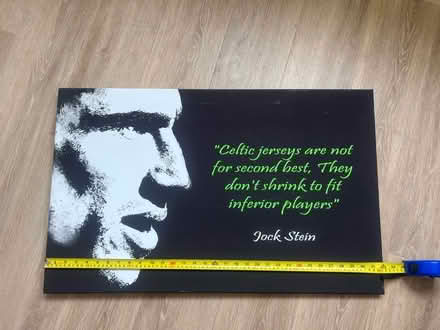 "Celtic jerseys are not
for second best, They
don't shrink to fit
inferior players"
Jock Stein